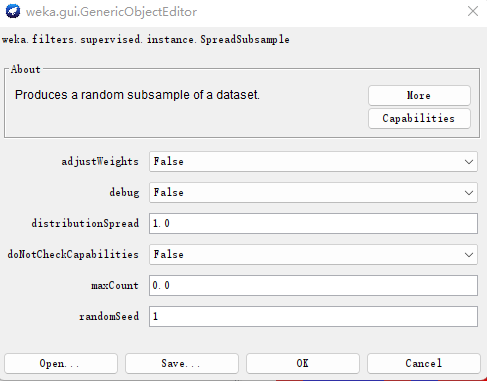 weka.gui.GenericObjectEditor
weka.filters.supervised.instance.SpreadSubsample
About
Produces a random subsample of a dataset.
More
Capabilities
adjustWeights False
debug False
distributionSpread 1.0
doNotCheckCapabilities False
maxCount 0.0
randomSeed 1
Open... Save... OK Cancel